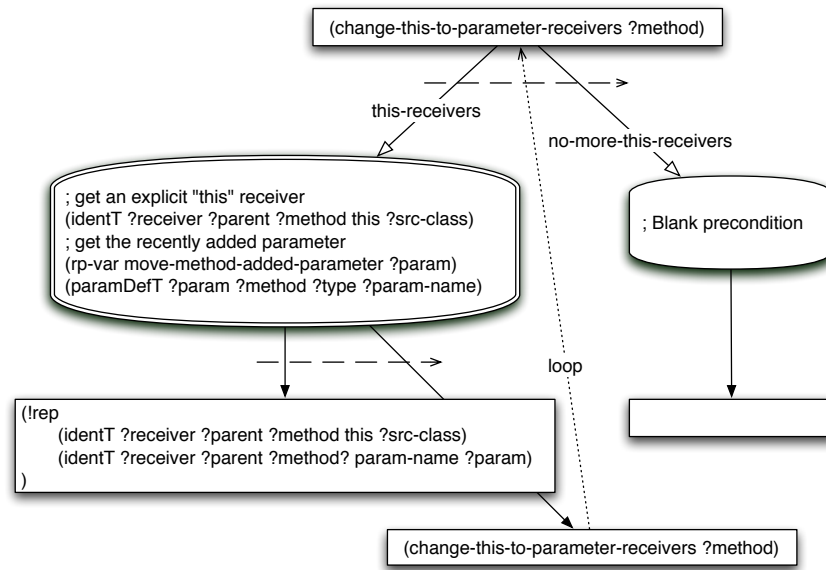 (change-this-to-parameter-receivers ?method)
this-receivers
no-more-this-receivers
; get an explicit "this" receiver
(identT ?receiver ?parent ?method this ?src-class)
; get the recently added parameter
(rp-var move-method-added-parameter ?param)
(paramDefT ?param ?method ?type ?param-name)
; Blank precondition
loop
(!rep
(identT ?receiver ?parent ?method this ?src-class)
(identT ?receiver ?parent ?method? param-name ?param)
)
(change-this-to-parameter-receivers ?method)